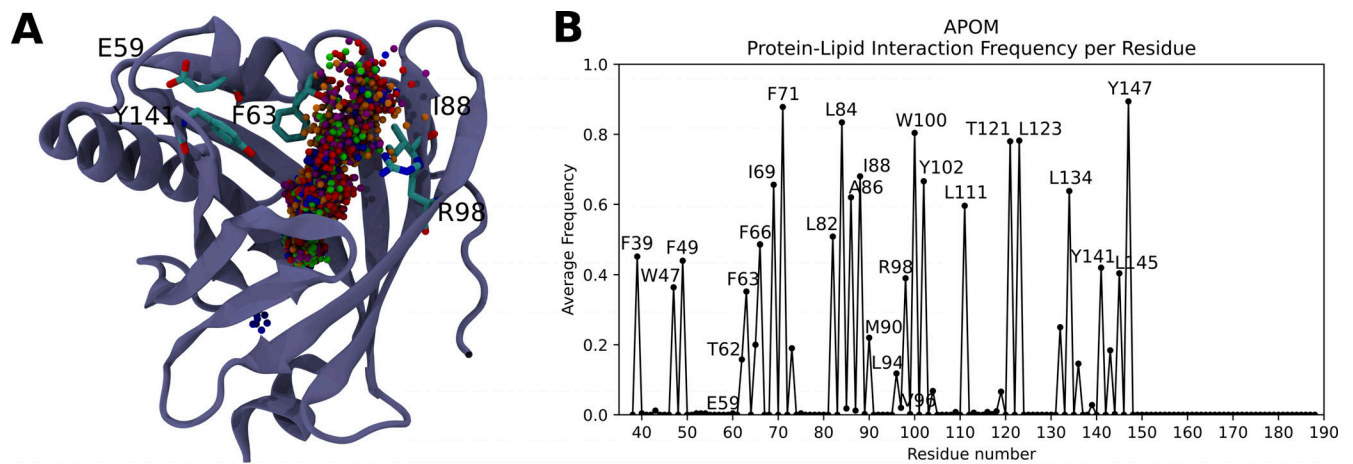 A
E59
Y141
F63
I88
R98
B
APOM
Protein-Lipid Interaction Frequency per Residue
Average Frequency
1.0
0.8
0.6
0.4
0.2
0.0
F39
W47
F49
E59
T62
F63
F66
I69
F71
L82
L84
A86
I88
M90
L94
V96
R98
W100
Y102
L111
T121
L123
L134
Y141
L145
Y147
40 50 60 70 80 90 100 110 120 130 140 150 160 170 180 190
Residue number